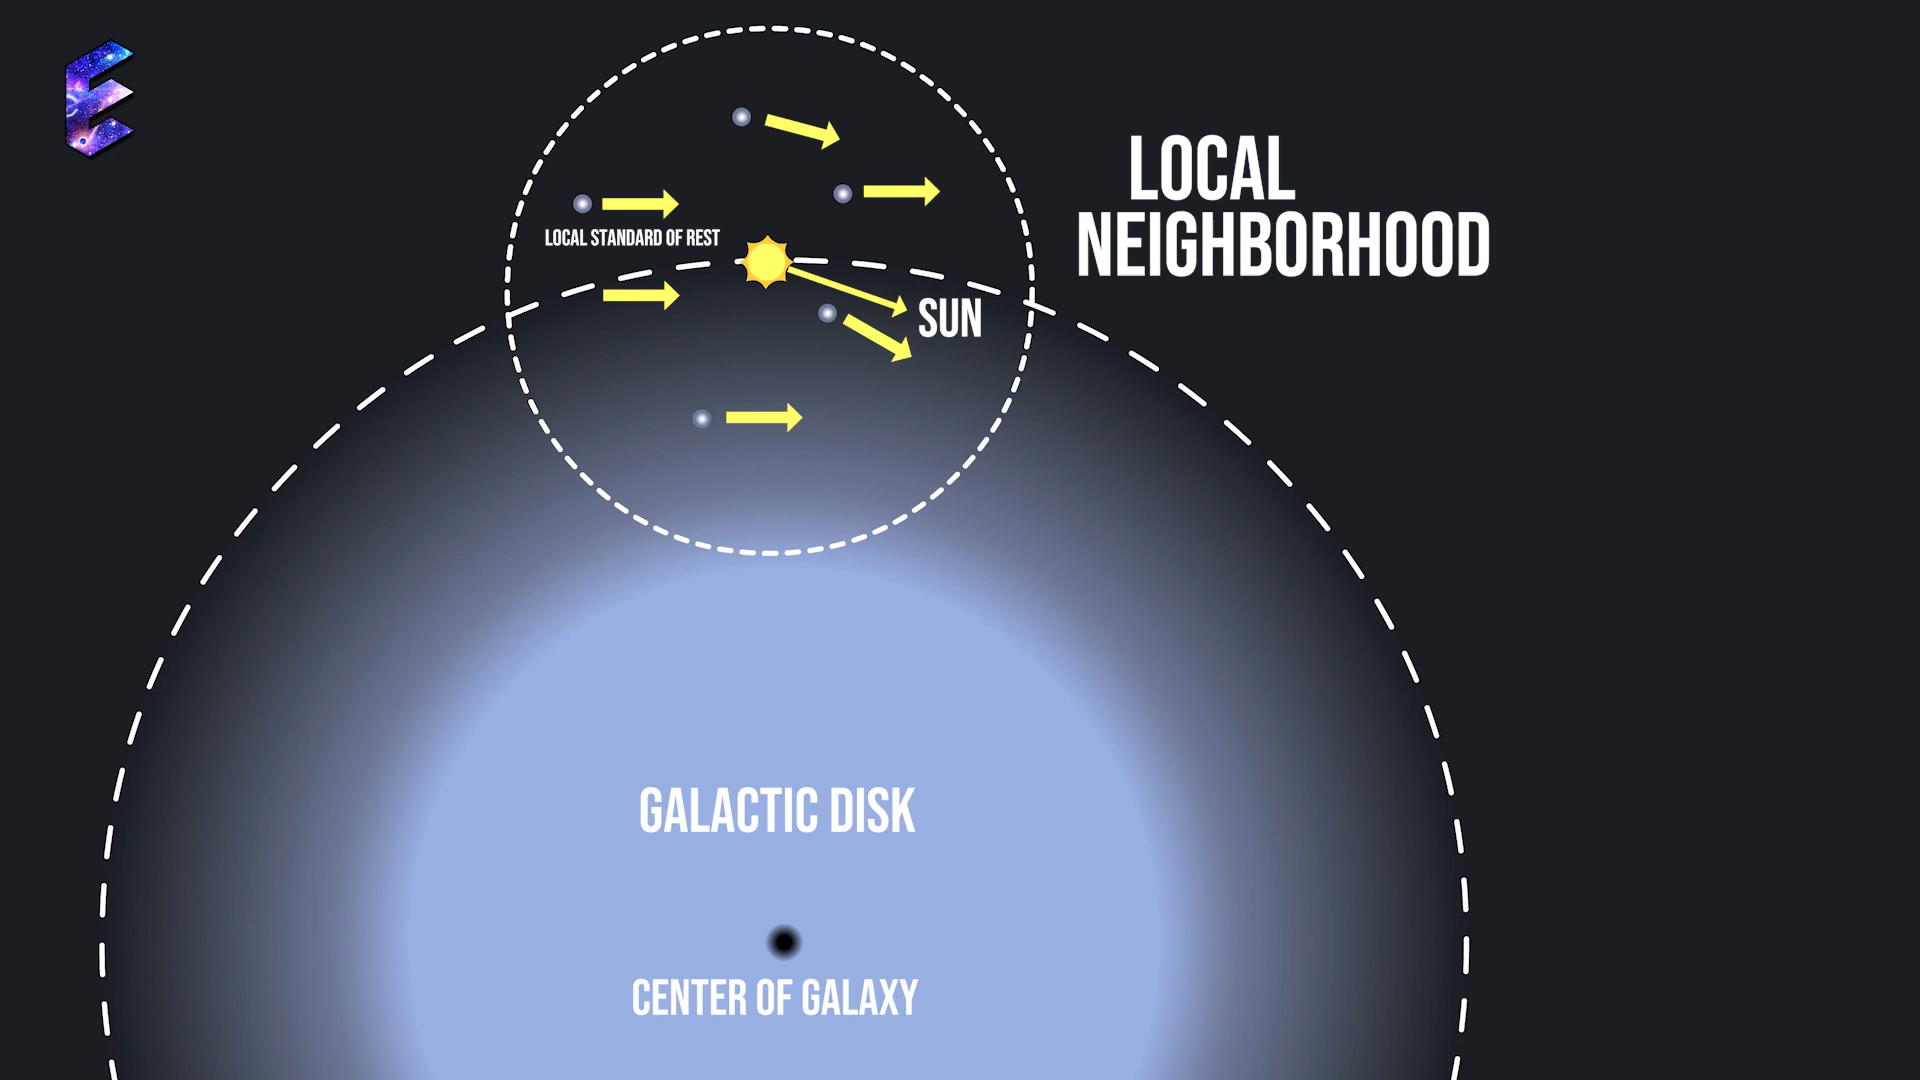 E
LOCAL
NEIGHBORHOOD
LOCAL STANDARD OF REST
SUN
GALACTIC DISK
CENTER OF GALAXY